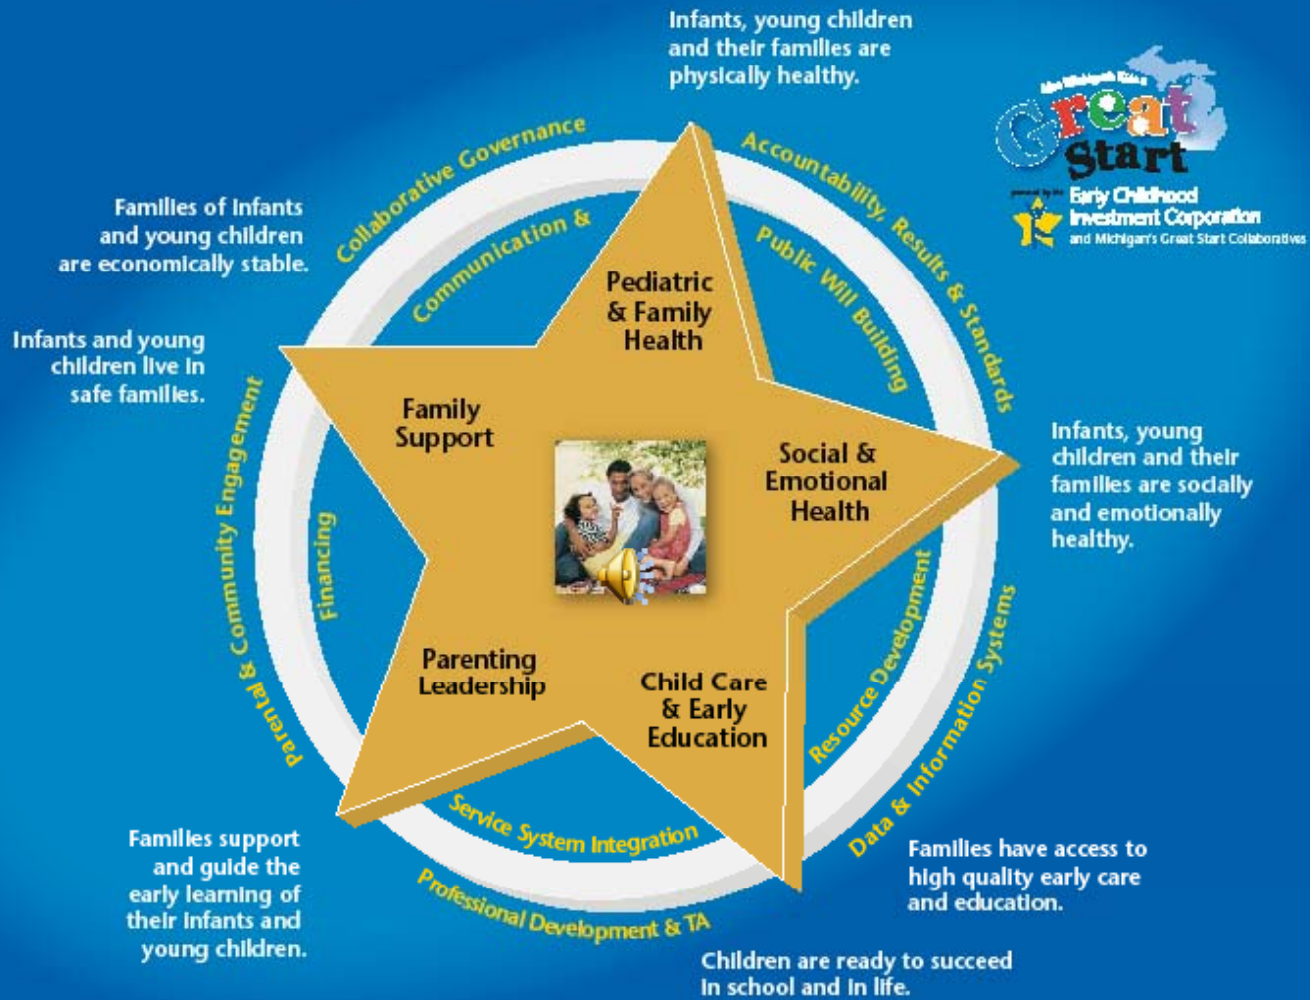 Infants, young children
and their families are
physically healthy.
Great
Start
powered by the
Early Childhood
Investment Corporation
and Michigan's Great Start Collaboratives
Collaborative Governance
Accountability, Results & Standards
Communication &
Public Will Building
Families of infants
and young children
are economically stable.
Infants and young
children live in
safe families.
Pediatric
& Family
Health
Family
Support
Social &
Emotional
Health
Infants, young
children and their
families are socially
and emotionally
healthy.
Parental & Community Engagement
Financing
Parenting
Leadership
Child Care
& Early
Education
Resource Development
Data & Information Systems
Service System Integration
Professional Development & TA
Families support
and guide the
early learning of
their infants and
young children.
Families have access to
high quality early care
and education.
Children are ready to succeed
in school and in life.